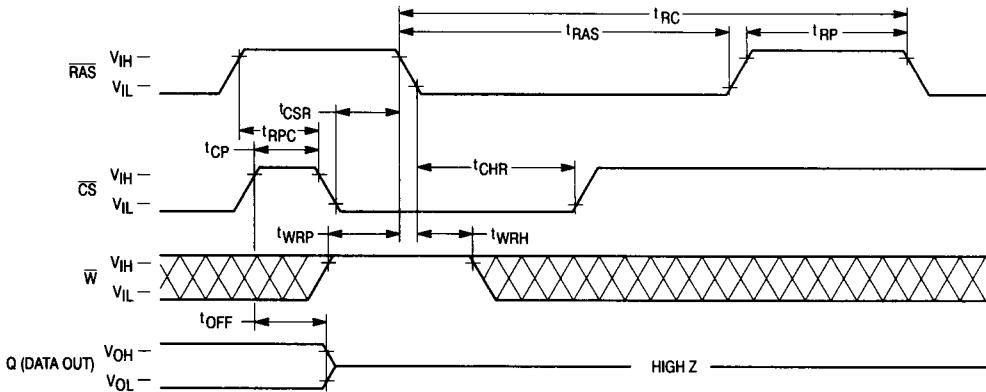 tRC
tRAS
tRP
RAS
VIH
VIL
tCSR
tRPC
tCP
CS
VIH
VIL
tCHR
tWRP
tWRH
W
VIH
VIL
tOFF
Q (DATA OUT)
VOH
VOL
HIGH Z